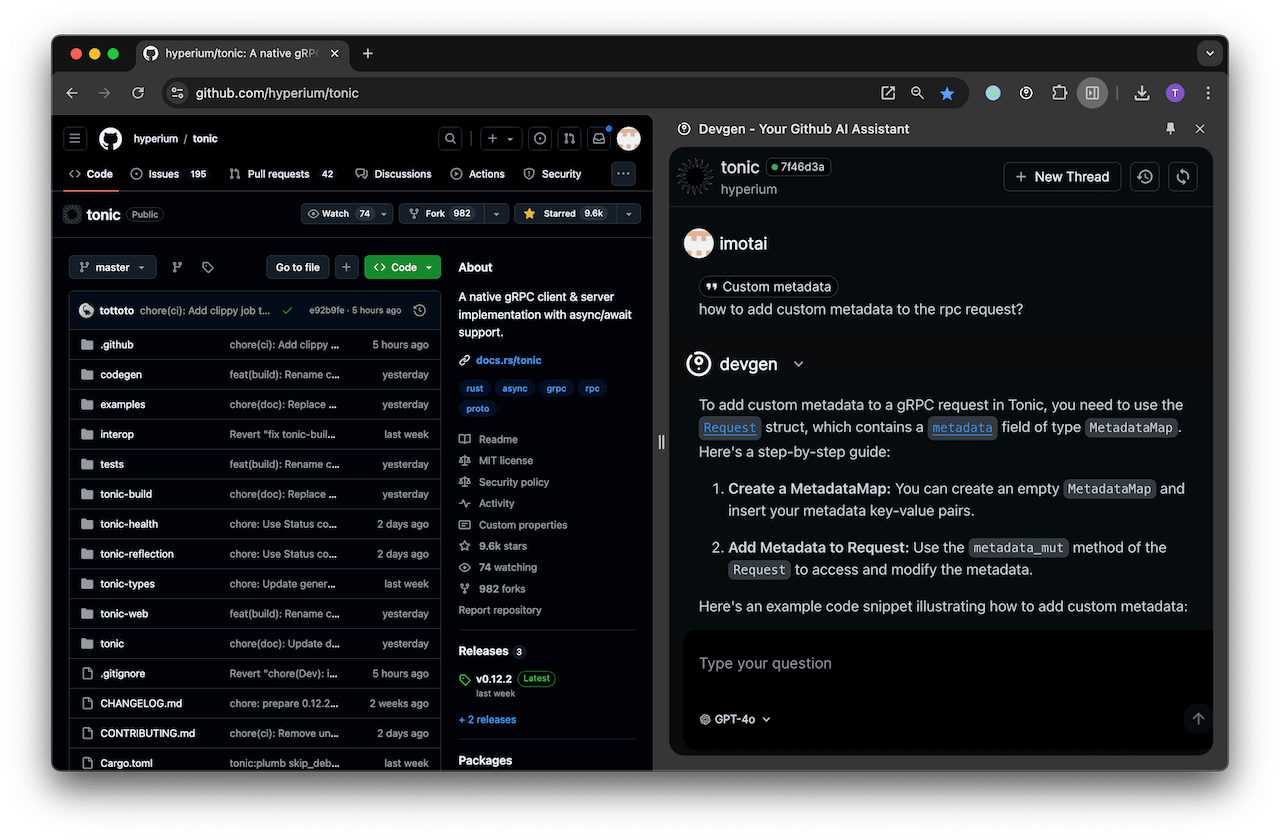 hyperium/tonic: A native gRPC
github.com/hyperium/tonic
T
hyperium / tonic
Code
Issues 195
Pull requests 42
Discussions
Actions
Security
tonic Public
Watch 74
Fork 982
Starred 9.6k
master
Go to file
Code
tottoto chore(ci): Add clippy job t... e92b9fe · 5 hours ago
.github chore(ci): Add clippy ... 5 hours ago
codegen feat(build): Rename c... yesterday
examples chore(doc): Replace ... yesterday
interop Revert "fix tonic-buil... last week
tests feat(build): Rename c... yesterday
tonic-build chore(doc): Replace ... yesterday
tonic-health chore: Use Status co... 2 days ago
tonic-reflection chore: Use Status co... 2 days ago
tonic-types chore: Update gener... last week
tonic-web feat(build): Rename c... yesterday
tonic chore(doc): Update d... yesterday
.gitignore Revert "chore(Dev): i... 5 hours ago
CHANGELOG.md chore: prepare 0.12.2... 2 weeks ago
CONTRIBUTING.md chore(ci): Remove un... 2 days ago
Cargo.toml tonic:plumb skip_deb... last week
About
A native gRPC client & server
implementation with async/await
support.
docs.rs/tonic
rust async grpc rpc
proto
Readme
MIT license
Security policy
Activity
Custom properties
9.6k stars
74 watching
982 forks
Report repository
Releases 3
v0.12.2 Latest
last week
+ 2 releases
Packages
Devgen - Your Github AI Assistant
tonic 7f46d3a
hyperium
New Thread
imotai
Custom metadata
how to add custom metadata to the rpc request?
devgen
To add custom metadata to a gRPC request in Tonic, you need to use the
Request struct, which contains a metadata field of type MetadataMap.
Here's a step-by-step guide:
1. Create a MetadataMap: You can create an empty MetadataMap and
insert your metadata key-value pairs.
2. Add Metadata to Request: Use the metadata_mut method of the
Request to access and modify the metadata.
Here's an example code snippet illustrating how to add custom metadata:
Type your question
GPT-4o